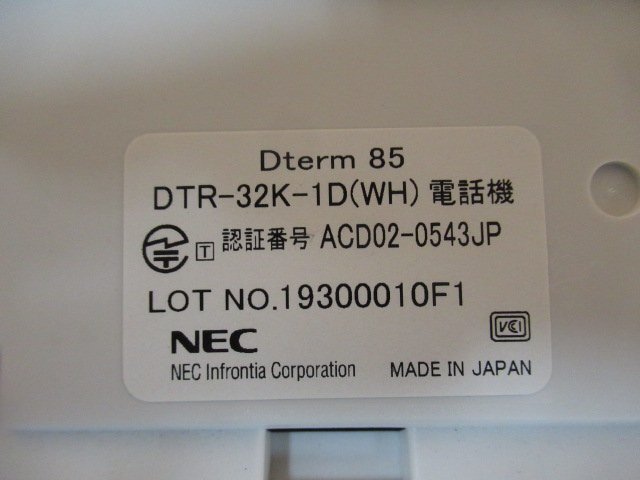 Dterm 85
DTR-32K-1D(WH) 電話機
T 認証番号 ACD02-0543JP
LOT NO.19300010F1
VCI
NEC
NEC Infrontia Corporation MADE IN JAPAN